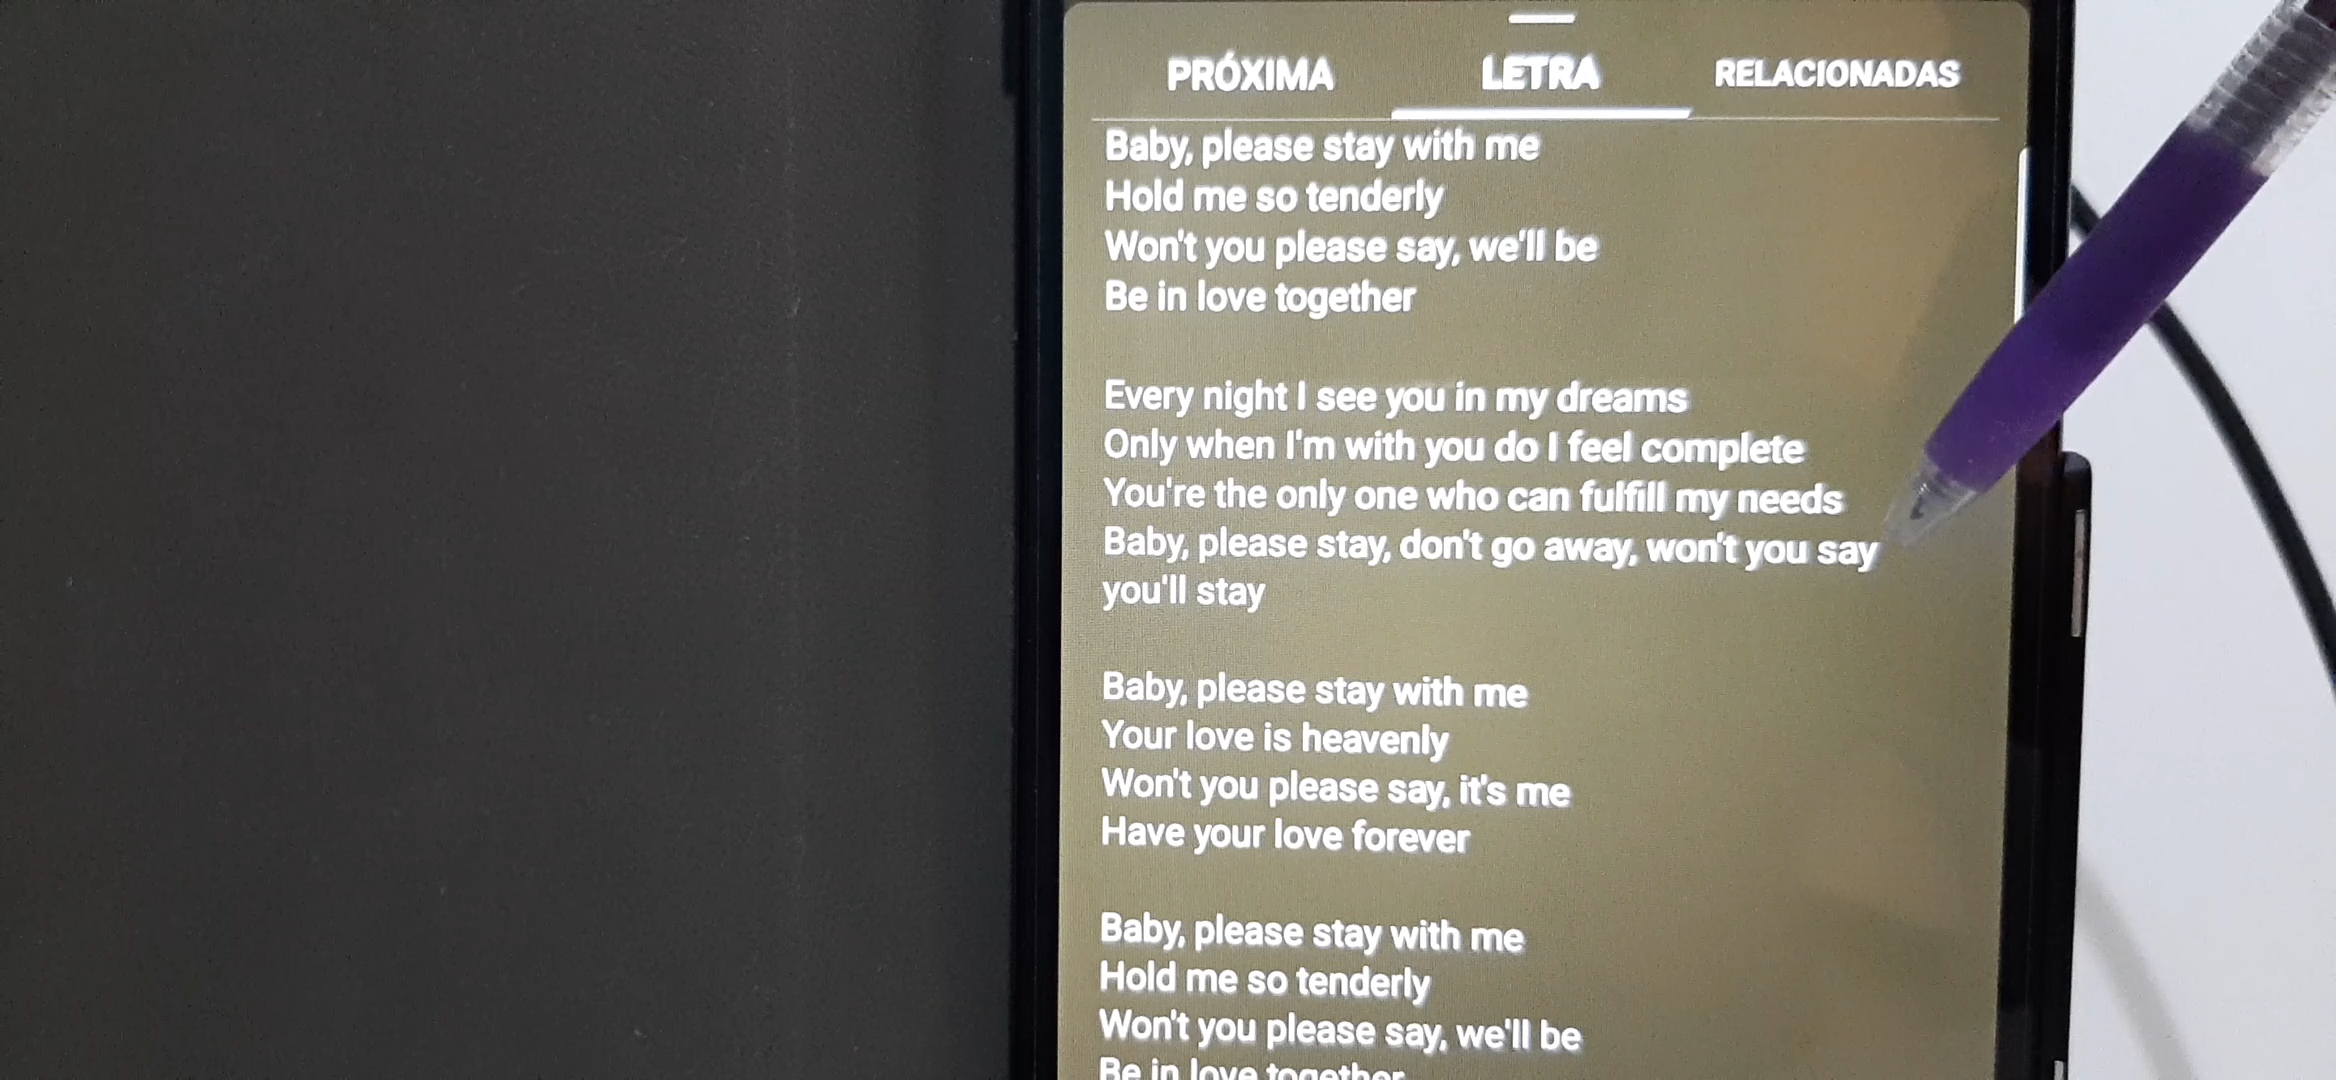 PRÓXIMA LETRA RELACIONADAS
Baby, please stay with me
Hold me so tenderly
Won't you please say, we'll be
Be in love together
Every night I see you in my dreams
Only when I'm with you do I feel complete
You're the only one who can fulfill my needs
Baby, please stay, don't go away, won't you say
you'll stay
Baby, please stay with me
Your love is heavenly
Won't you please say, it's me
Have your love forever
Baby, please stay with me
Hold me so tenderly
Won't you please say, we'll be
Be in love together